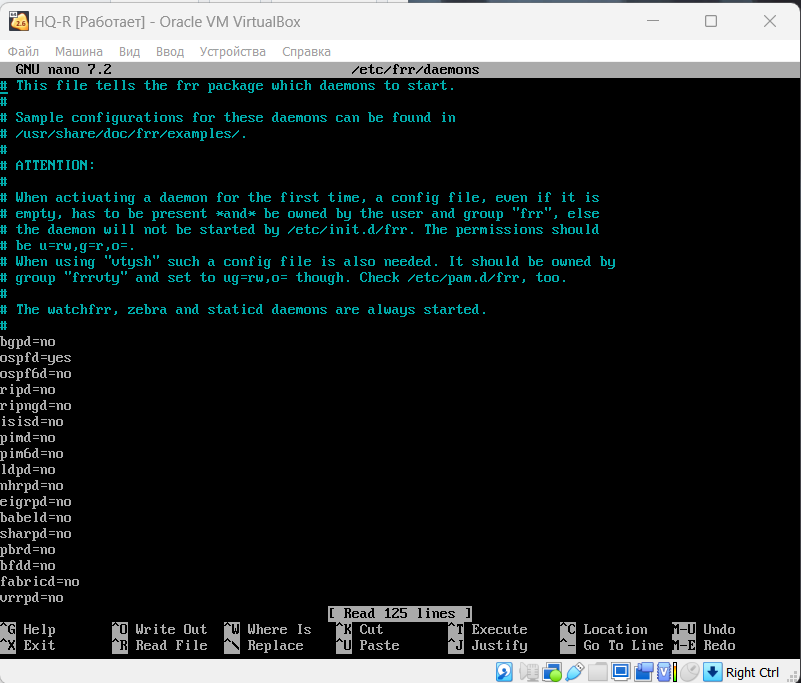 HQ-R [Работает] - Oracle VM VirtualBox
Файл Машина Вид Ввод Устройства Справка
GNU nano 7.2 /etc/frr/daemons
# This file tells the frr package which daemons to start.
#
# Sample configurations for these daemons can be found in
# /usr/share/doc/frr/examples/.
#
# ATTENTION:
#
# When activating a daemon for the first time, a config file, even if it is
# empty, has to be present *and* be owned by the user and group "frr", else
# the daemon will not be started by /etc/init.d/frr. The permissions should
# be u=rw,g=r,o=.
# When using "vtysh" such a config file is also needed. It should be owned by
# group "frrvty" and set to ug=rw,o= though. Check /etc/pam.d/frr, too.
#
# The watchfrr, zebra and staticd daemons are always started.
#
bgpd=no
ospfd=yes
ospf6d=no
ripd=no
ripngd=no
isisd=no
pimd=no
pim6d=no
ldpd=no
nhrpd=no
eigrpd=no
babeld=no
sharpd=no
pbrd=no
bfdd=no
fabricd=no
vrrpd=no
[ Read 125 lines ]
^G Help ^O Write Out ^W Where Is ^K Cut ^T Execute ^C Location M-U Undo
^X Exit ^R Read File ^\ Replace ^U Paste ^J Justify ^_ Go To Line M-E Redo
Right Ctrl